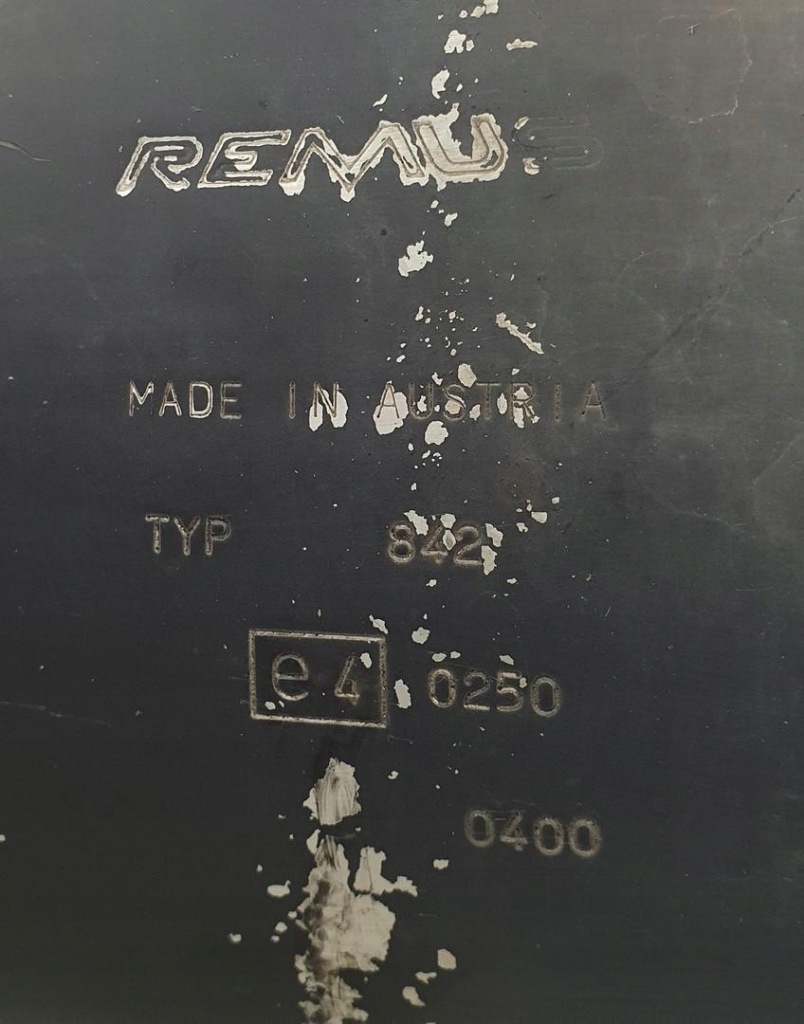 REMUS
MADE IN AUSTRIA
TYP 842
e4 0250
0400